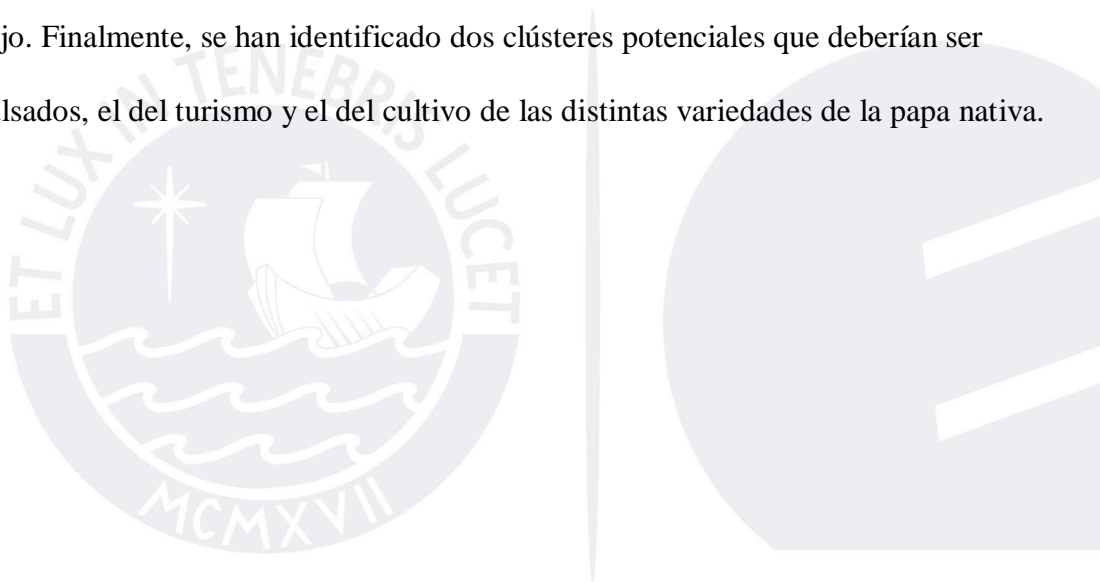 jo. Finalmente, se han identificado dos clústeres potenciales que deberían ser
lsados, el del turismo y el del cultivo de las distintas variedades de la papa nativa.
ET LUX IN TENEBRIS LUCET
MCMXVII